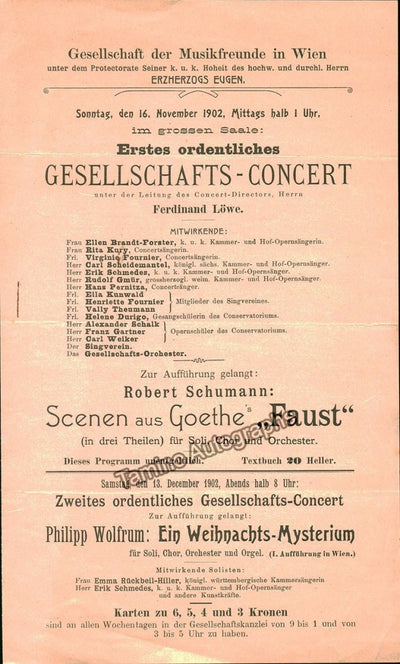 Gesellschaft der Musikfreunde in Wien
unter dem Protectorate Seiner k. u. k. Hoheit des hochw. und durchl. Herrn
ERZHERZOGS EUGEN.
Sonntag, den 16. November 1902, Mittags halb 1 Uhr,
im grossen Saale:
Erstes ordentliches
GESELLSCHAFTS-CONCERT
unter der Leitung des Concert-Directors, Herrn
Ferdinand Löwe.
MITWIRKENDE:
Frau Ellen Brandt-Forster, k. u. k. Kammer- und Hof-Opernsängerin.
Frau Rita Kury, Concertsängerin.
Frl. Virginie Fournier, Concertsängerin.
Herr Carl Scheidemantel, königl. sächs. Kammer- und Hof-Opernsänger.
Herr Erik Schmedes, k. u. k. Kammer- und Hof-Opernsänger.
Herr Rudolf Gmür, grossherzogl. weim. Kammer- und Hof-Opernsänger.
Herr Hans Pernitza, Concertsänger.
Frl. Ella Kunwald
Frl. Henriette Fournier } Mitglieder des Singvereines.
Frl. Vally Theumann
Frl. Helene Durigo, Gesangschülerin des Conservatoriums.
Herr Alexander Schalk
Herr Franz Gartner } Opernschüler des Conservatoriums.
Herr Carl Weiker
Der Singverein.
Das Gesellschafts-Orchester.
Zur Aufführung gelangt:
Robert Schumann:
Scenen aus Goethe's „Faust“
(in drei Theilen) für Soli, Chor und Orchester.
Tamino Autographs
Dieses Programm unentgeltlich. Textbuch 20 Heller.
Samstag den 13. December 1902, Abends halb 8 Uhr:
Zweites ordentliches Gesellschafts-Concert
Zur Aufführung gelangt:
Philipp Wolfrum: Ein Weihnachts-Mysterium
für Soli, Chor, Orchester und Orgel. (I. Aufführung in Wien.)
Mitwirkende Solisten:
Frau Emma Rückbeil-Hiller, königl. württembergische Kammersängerin
Herr Erik Schmedes, k. u. k. Kammer- und Hof-Opernsänger
und andere Kunstkräfte.
Karten zu 6, 5, 4 und 3 Kronen
sind an allen Wochentagen in der Gesellschaftskanzlei von 9 bis 1 und von
3 bis 5 Uhr zu haben.